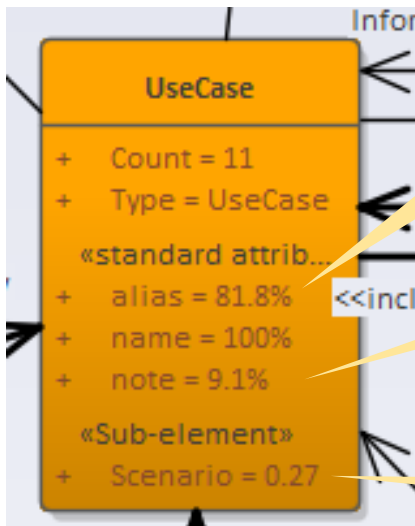 Infor
UseCase
+ Count = 11
+ Type = UseCase
«standard attrib...
+ alias = 81.8%
<<incl
+ name = 100%
+ note = 9.1%
«Sub-element»
+ Scenario = 0.27